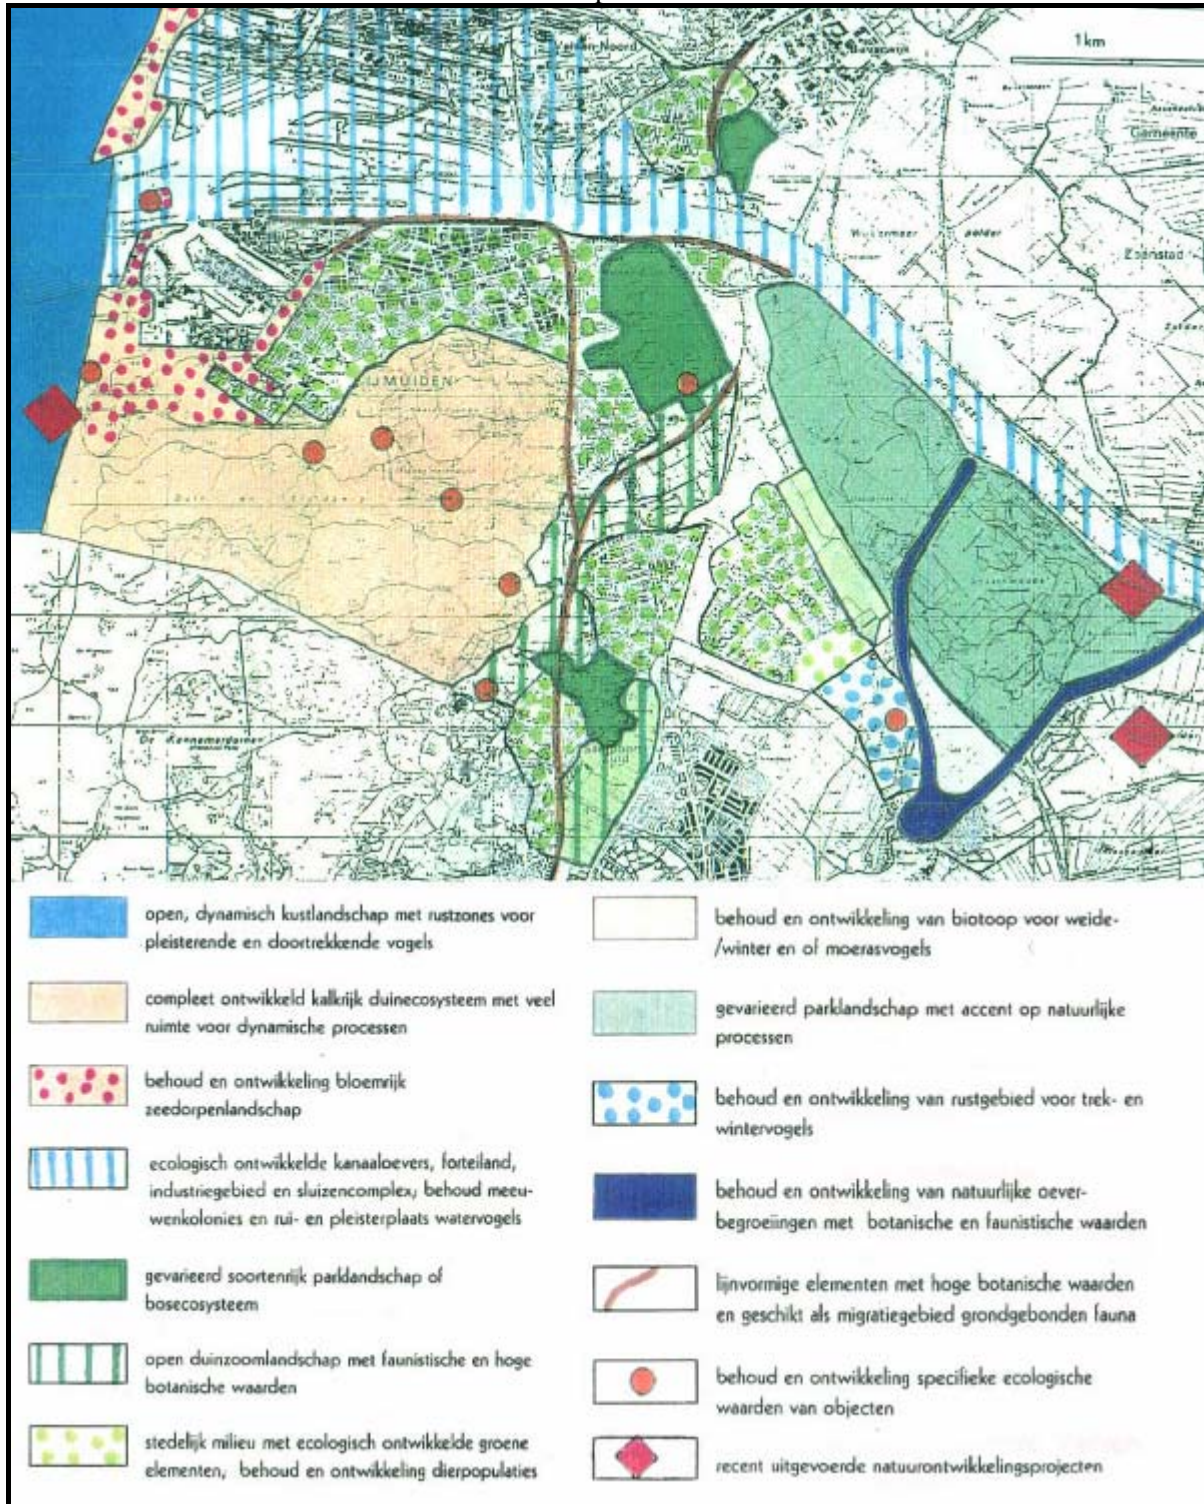 Velsen-Noord
Beverwijk
1km
Gemeente
Wijkermeer polder
Zaanstad
IJMUIDEN
De Kennemerduinen
open, dynamisch kustlandschap met rustzones voor
pleisterende en doortrekkende vogels
compleet ontwikkeld kalkrijk duinecosysteem met veel
ruimte voor dynamische processen
behoud en ontwikkeling bloemrijk
zeedorpenlandschap
ecologisch ontwikkelde kanaaloevers, forteiland,
industriegebied en sluizencomplex; behoud meeu-
wenkolonies en rui- en pleisterplaats watervogels
gevarieerd soortenrijk parklandschap of
bosecosysteem
open duinzoomlandschap met faunistische en hoge
botanische waarden
stedelijk milieu met ecologisch ontwikkelde groene
elementen, behoud en ontwikkeling dierpopulaties
behoud en ontwikkeling van biotoop voor weide-
/winter en of moerasvogels
gevarieerd parklandschap met accent op natuurlijke
processen
behoud en ontwikkeling van rustgebied voor trek- en
wintervogels
behoud en ontwikkeling van natuurlijke oever-
begroeiingen met botanische en faunistische waarden
lijnvormige elementen met hoge botanische waarden
en geschikt als migratiegebied grondgebonden fauna
behoud en ontwikkeling specifieke ecologische
waarden van objecten
recent uitgevoerde natuurontwikkelingsprojecten